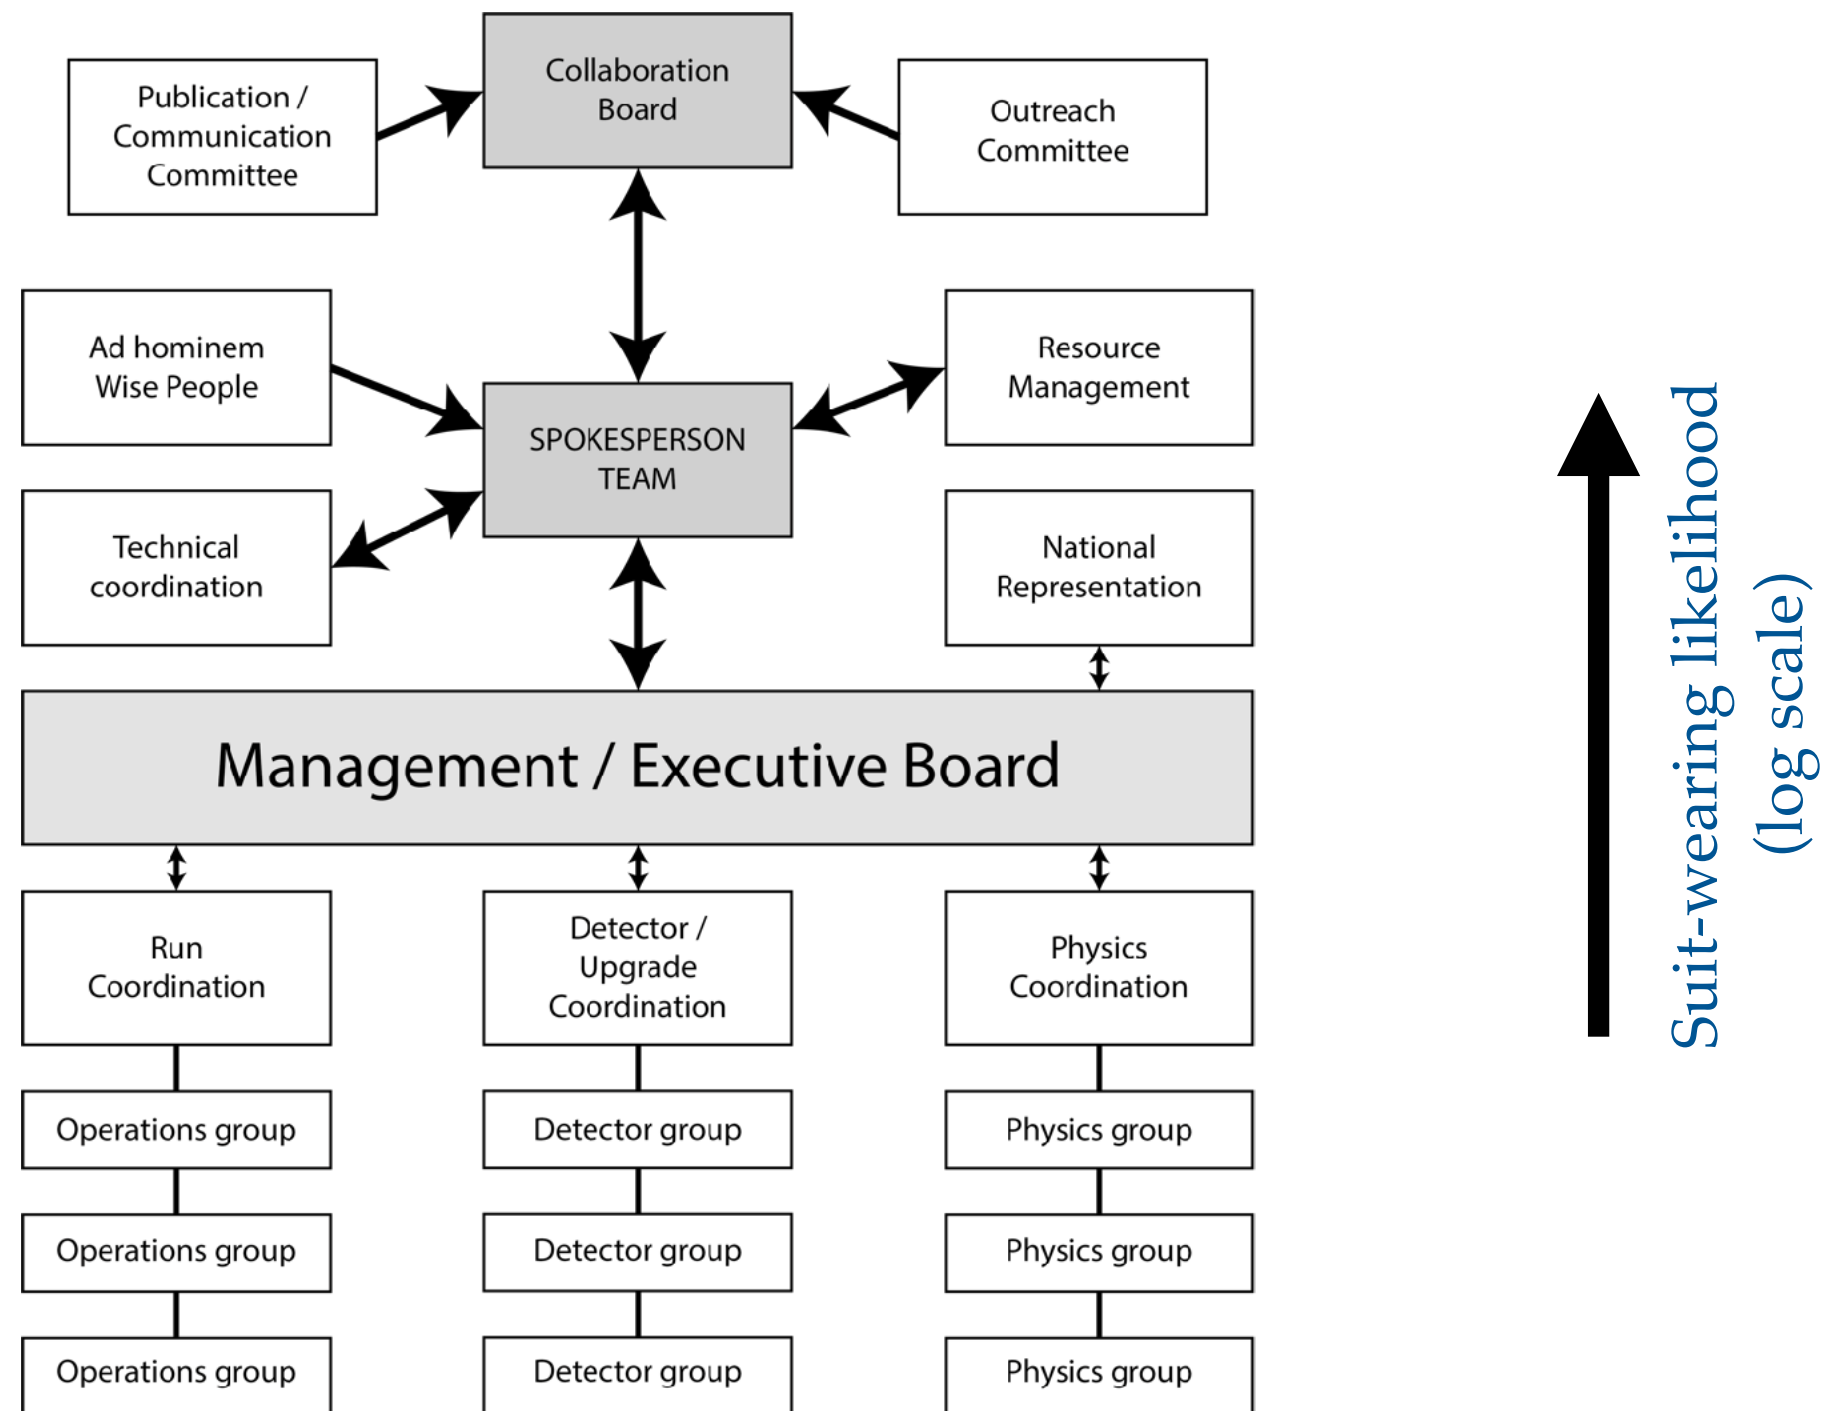 Collaboration
Board
Publication /
Communication
Committee
Outreach
Committee
Ad hominem
Wise People
Resource
Management
SPOKESPERSON
TEAM
Technical
coordination
National
Representation
Management / Executive Board
Run
Coordination
Detector /
Upgrade
Coordination
Physics
Coordination
Operations group
Detector group
Physics group
Operations group
Detector group
Physics group
Operations group
Detector group
Physics group
Suit-wearing likelihood
(log scale)